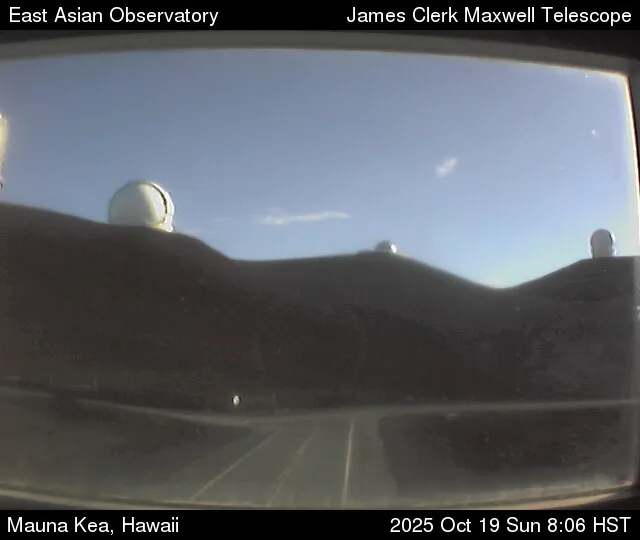 East Asian Observatory
James Clerk Maxwell Telescope
Mauna Kea, Hawaii
2025 Oct 19 Sun 8:06 HST